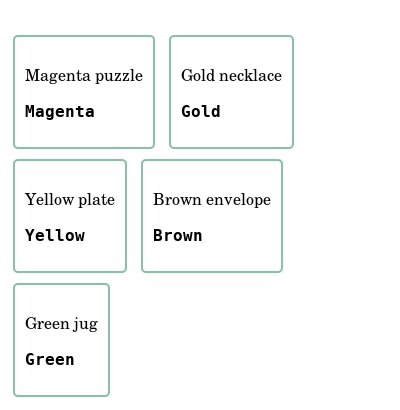 Magenta puzzle
Magenta
Gold necklace
Gold
Yellow plate
Yellow
Brown envelope
Brown
Green jug
Green